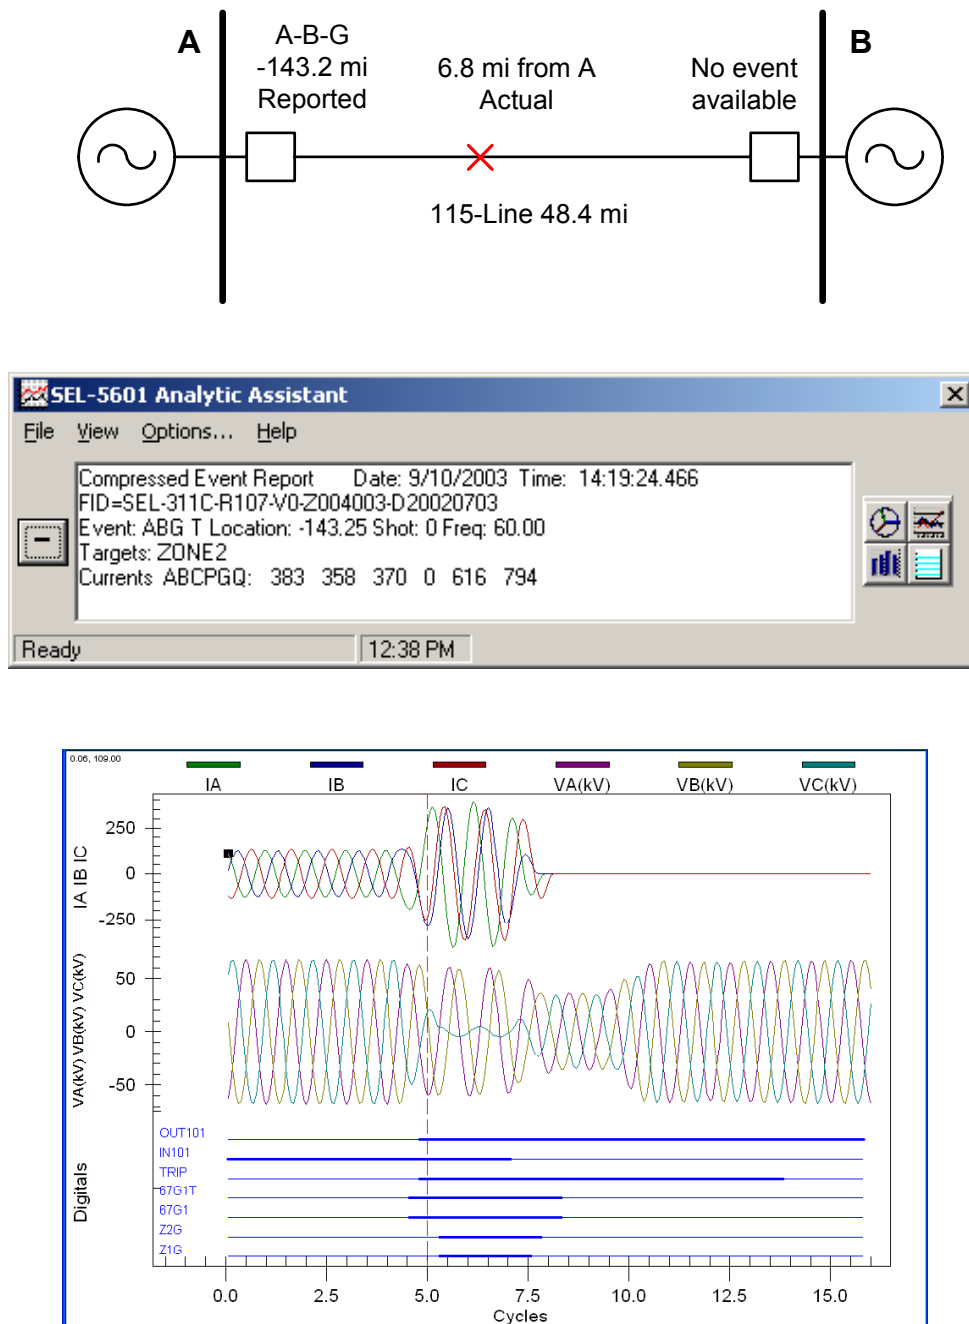 A
A-B-G
-143.2 mi
Reported
6.8 mi from A
Actual
No event
available
B
115-Line 48.4 mi
SEL-5601 Analytic Assistant
File View Options... Help
Compressed Event Report Date: 9/10/2003 Time: 14:19:24.466
FID=SEL-311C-R107-V0-Z004003-D20020703
Event: ABG T Location: -143.25 Shot: 0 Freq: 60.00
Targets: ZONE2
Currents ABCPGQ: 383 358 370 0 616 794
Ready 12:38 PM
0.06, 109.00
IA IB IC VA(kV) VB(kV) VC(kV)
IA IB IC
250
0
-250
VA(kV) VB(kV) VC(kV)
50
0
-50
Digitals
OUT101
IN101
TRIP
67G1T
67G1
Z2G
Z1G
0.0 2.5 5.0 7.5 10.0 12.5 15.0
Cycles